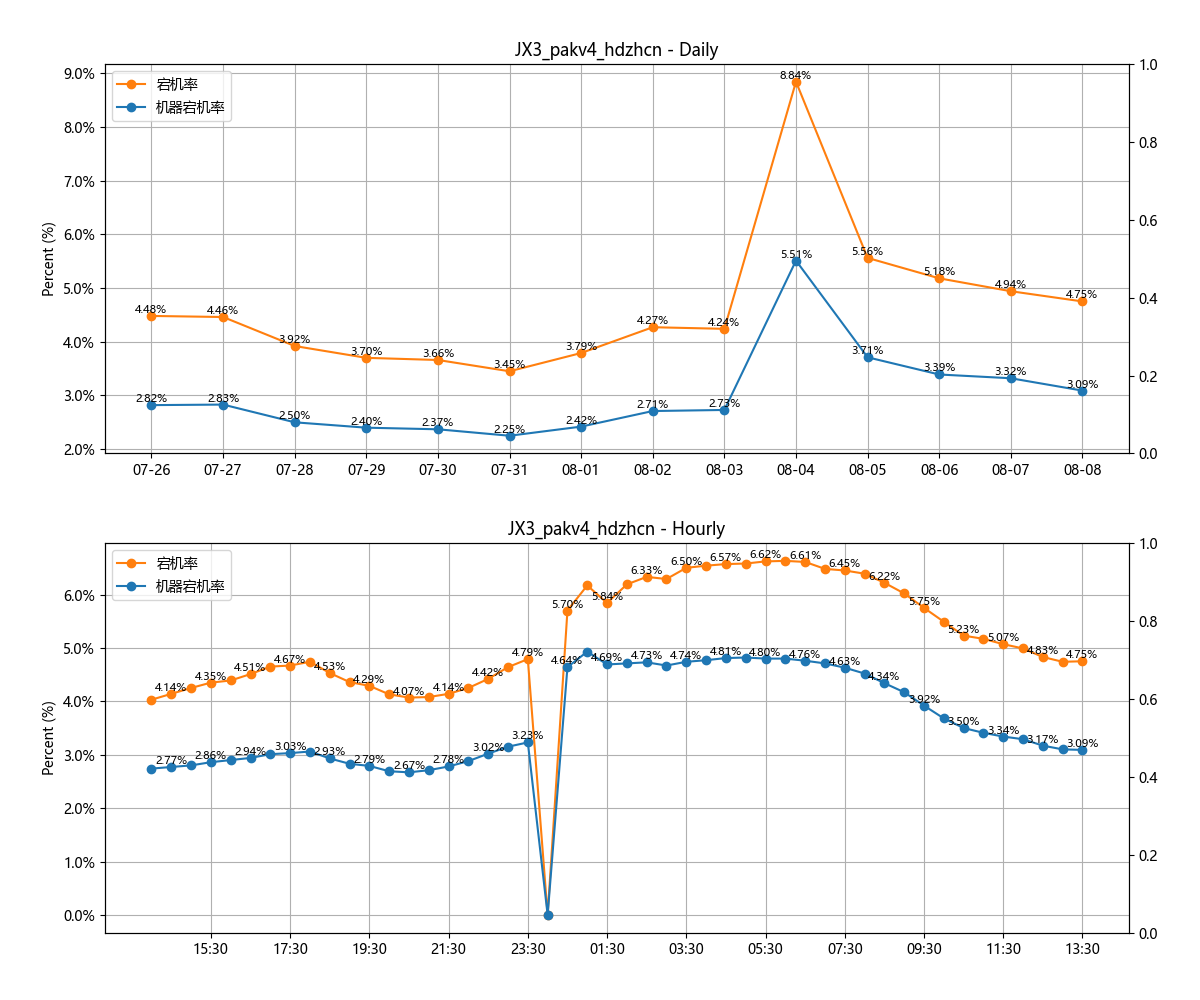 JX3_pakv4_hdzhcn - Daily
宕机率
机器宕机率
Percent (%)
9.0%
8.0%
7.0%
6.0%
5.0%
4.0%
3.0%
2.0%
1.0
0.8
0.6
0.4
0.2
0.0
4.48% 4.46% 3.92% 3.70% 3.66% 3.45% 3.79% 4.27% 4.24% 8.84% 5.56% 5.18% 4.94% 4.75%
2.82% 2.83% 2.50% 2.40% 2.37% 2.25% 2.42% 2.71% 2.73% 5.51% 3.71% 3.39% 3.32% 3.09%
07-26 07-27 07-28 07-29 07-30 07-31 08-01 08-02 08-03 08-04 08-05 08-06 08-07 08-08
JX3_pakv4_hdzhcn - Hourly
宕机率
机器宕机率
Percent (%)
6.0%
5.0%
4.0%
3.0%
2.0%
1.0%
0.0%
1.0
0.8
0.6
0.4
0.2
0.0
4.14% 4.35% 4.51% 4.67% 4.53% 4.29% 4.07% 4.14% 4.42% 4.79% 5.70% 5.84% 6.33% 6.50% 6.57% 6.62% 6.61% 6.45% 6.22% 5.75% 5.23% 5.07% 4.83% 4.75%
2.77% 2.86% 2.94% 3.03% 2.93% 2.79% 2.67% 2.78% 3.02% 3.23% 4.64% 4.69% 4.73% 4.74% 4.81% 4.80% 4.76% 4.63% 4.34% 3.92% 3.50% 3.34% 3.17% 3.09%
15:30 17:30 19:30 21:30 23:30 01:30 03:30 05:30 07:30 09:30 11:30 13:30